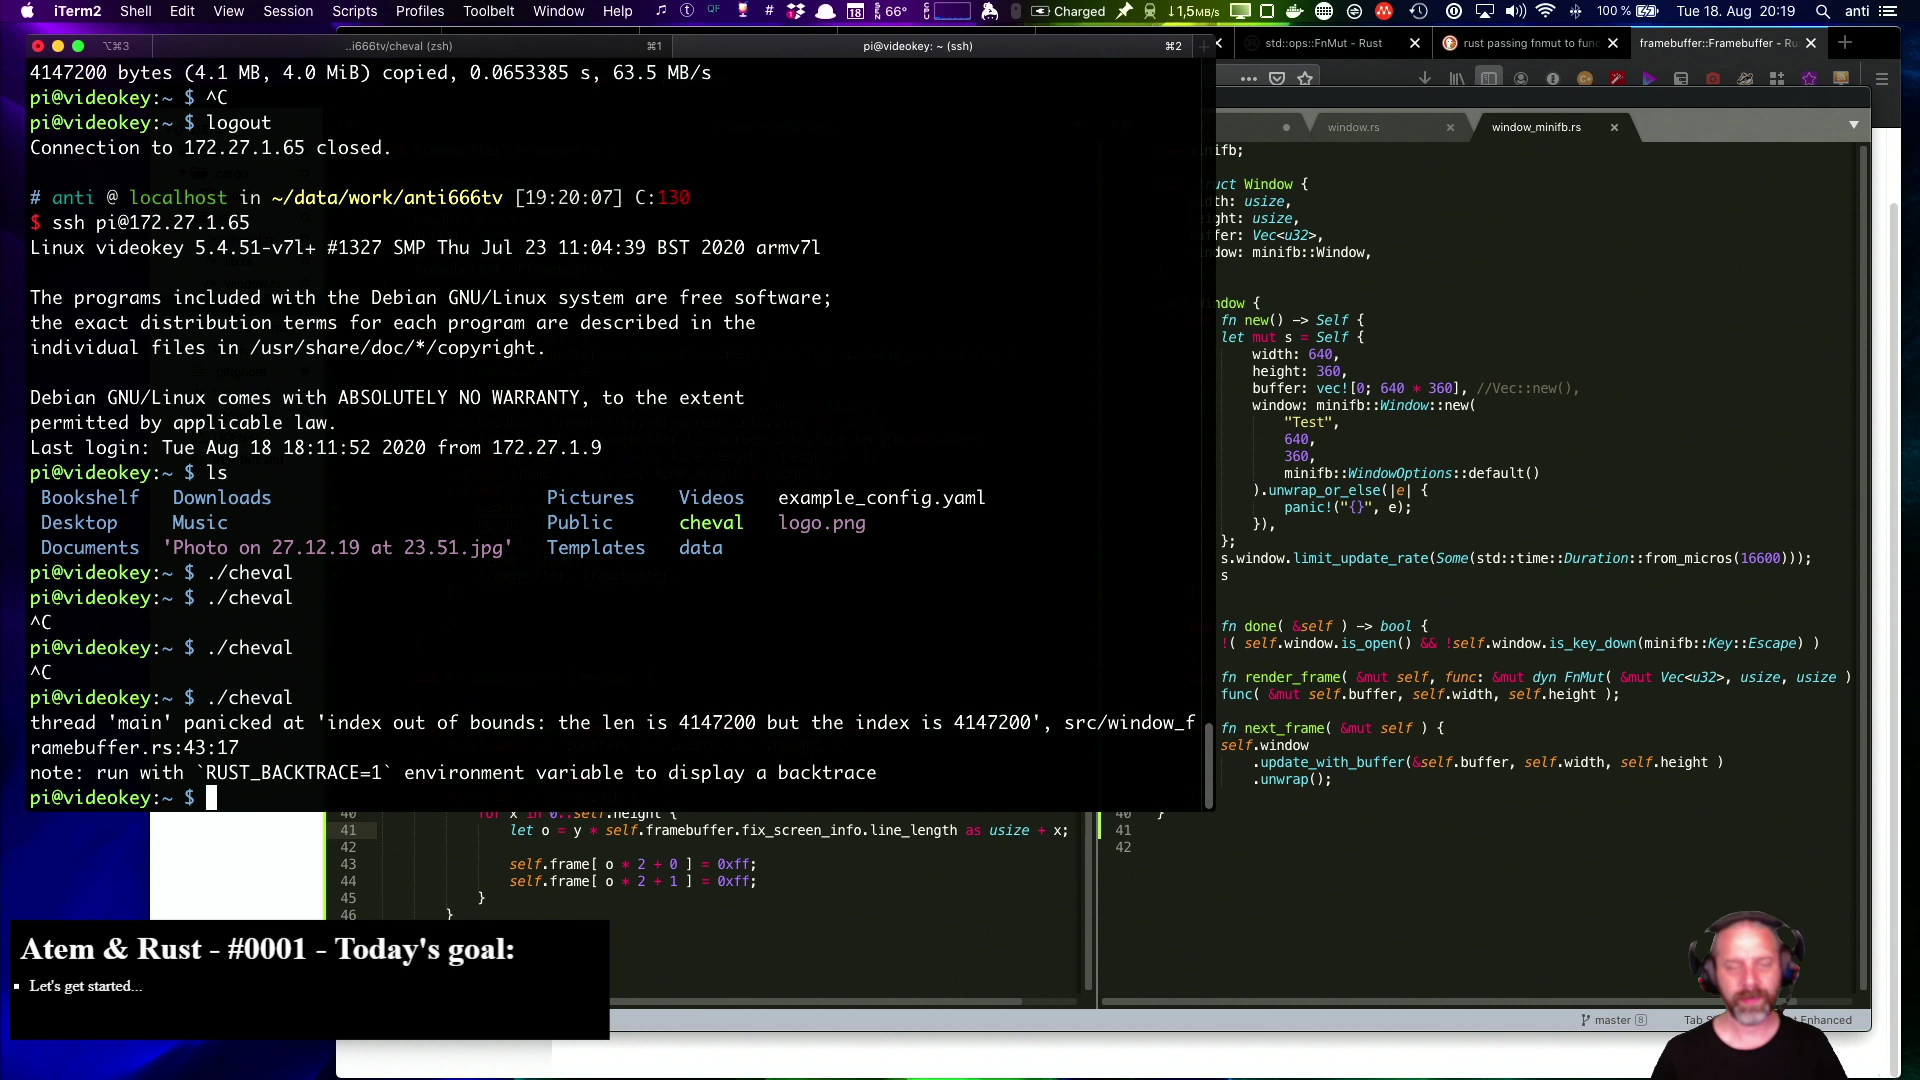 iTerm2 Shell Edit View Session Scripts Profiles Toolbelt Window Help
66° Charged 1,5MB/s 100 % Tue 18. Aug 20:19 anti
⌥⌘3 ..i666tv/cheval (zsh) ⌘1 pi@videokey: ~ (ssh) ⌘2
std::ops::FnMut - Rust rust passing fnmut to func framebuffer::Framebuffer - Ru
4147200 bytes (4.1 MB, 4.0 MiB) copied, 0.0653385 s, 63.5 MB/s
pi@videokey:~ $ ^C
pi@videokey:~ $ logout
Connection to 172.27.1.65 closed.
# anti @ localhost in ~/data/work/anti666tv [19:20:07] C:130
$ ssh pi@172.27.1.65
Linux videokey 5.4.51-v7l+ #1327 SMP Thu Jul 23 11:04:39 BST 2020 armv7l
The programs included with the Debian GNU/Linux system are free software;
the exact distribution terms for each program are described in the
individual files in /usr/share/doc/*/copyright.
Debian GNU/Linux comes with ABSOLUTELY NO WARRANTY, to the extent
permitted by applicable law.
Last login: Tue Aug 18 18:11:52 2020 from 172.27.1.9
pi@videokey:~ $ ls
Bookshelf Downloads Pictures Videos example_config.yaml
Desktop Music Public cheval logo.png
Documents 'Photo on 27.12.19 at 23.51.jpg' Templates data
pi@videokey:~ $ ./cheval
pi@videokey:~ $ ./cheval
^C
pi@videokey:~ $ ./cheval
^C
pi@videokey:~ $ ./cheval
thread 'main' panicked at 'index out of bounds: the len is 4147200 but the index is 4147200', src/window_f
ramebuffer.rs:43:17
note: run with `RUST_BACKTRACE=1` environment variable to display a backtrace
pi@videokey:~ $
window.rs window_minifb.rs
nifb;
uct Window {
th: usize,
ght: usize,
ffer: Vec<u32>,
ndow: minifb::Window,
ndow {
fn new() -> Self {
let mut s = Self {
width: 640,
height: 360,
buffer: vec![0; 640 * 360], //Vec::new(),
window: minifb::Window::new(
"Test",
640,
360,
minifb::WindowOptions::default()
).unwrap_or_else(|e| {
panic!("{}", e);
}),
};
s.window.limit_update_rate(Some(std::time::Duration::from_micros(16600)));
s
fn done( &self ) -> bool {
!( self.window.is_open() && !self.window.is_key_down(minifb::Key::Escape) )
fn render_frame( &mut self, func: &mut dyn FnMut( &mut Vec<u32>, usize, usize )
func( &mut self.buffer, self.width, self.height );
fn next_frame( &mut self ) {
self.window
.update_with_buffer(&self.buffer, self.width, self.height )
.unwrap();
40 }
41
42
40 for x in 0..self.height {
41 let o = y * self.framebuffer.fix_screen_info.line_length as usize + x;
42
43 self.frame[ o * 2 + 0 ] = 0xff;
44 self.frame[ o * 2 + 1 ] = 0xff;
45 }
46 }
Atem & Rust - #0001 - Today's goal:
Let's get started...
master 8 Tab Enhanced